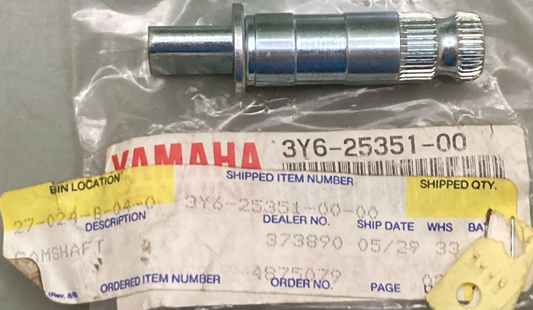 YAMAHA 3Y6-25351-00
BIN LOCATION SHIPPED ITEM NUMBER SHIPPED QTY.
27-024-B-04-0 3Y6-25351-00-00
DESCRIPTION DEALER NO. SHIP DATE WHS
CAMSHAFT 373890 05/29 33
4875079
ORDERED ITEM NUMBER ORDER NO. PAGE